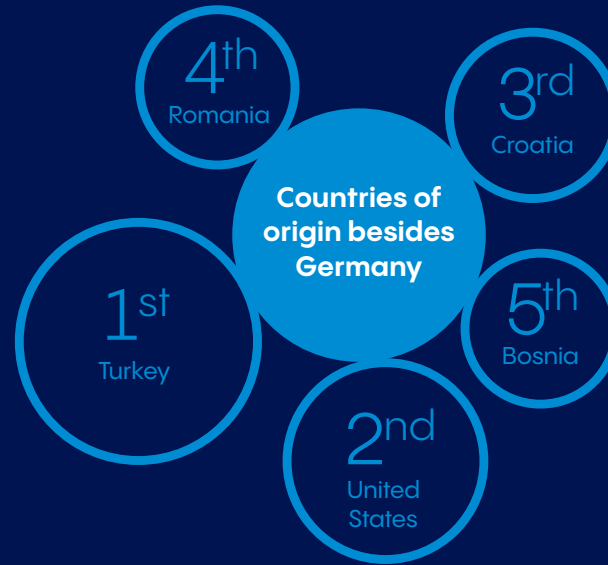 4th
Romania
3rd
Croatia
Countries of
origin besides
Germany
1st
Turkey
5th
Bosnia
2nd
United
States